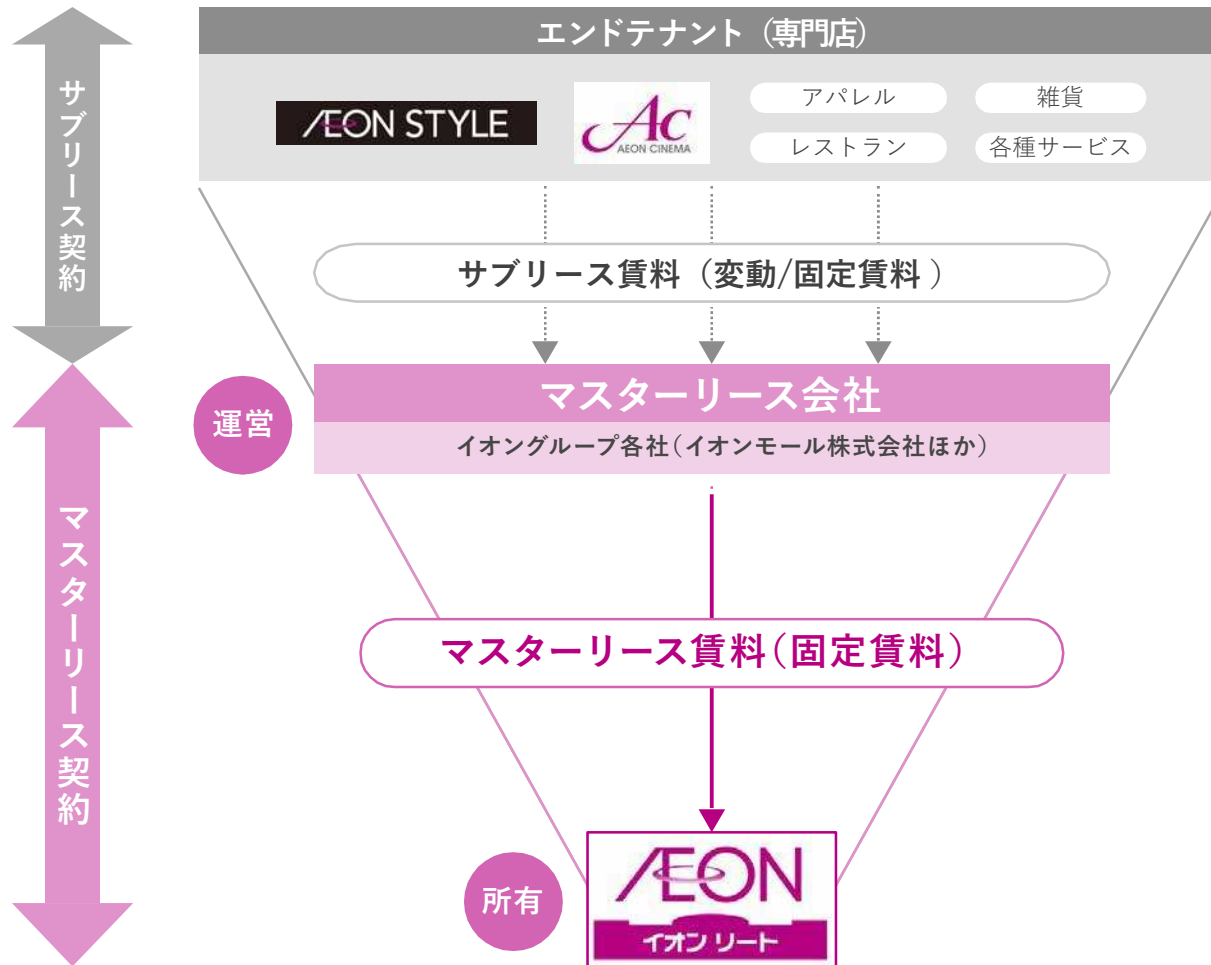 エンドテナント（専門店）
サブリース契約
ÆON STYLE
AC
AEON CINEMA
アパレル
雑貨
レストラン
各種サービス
サブリース賃料（変動/固定賃料）
マスターリース会社
運営
イオングループ各社（イオンモール株式会社ほか）
マスターリース契約
マスターリース賃料（固定賃料）
所有
ÆON
イオン リート